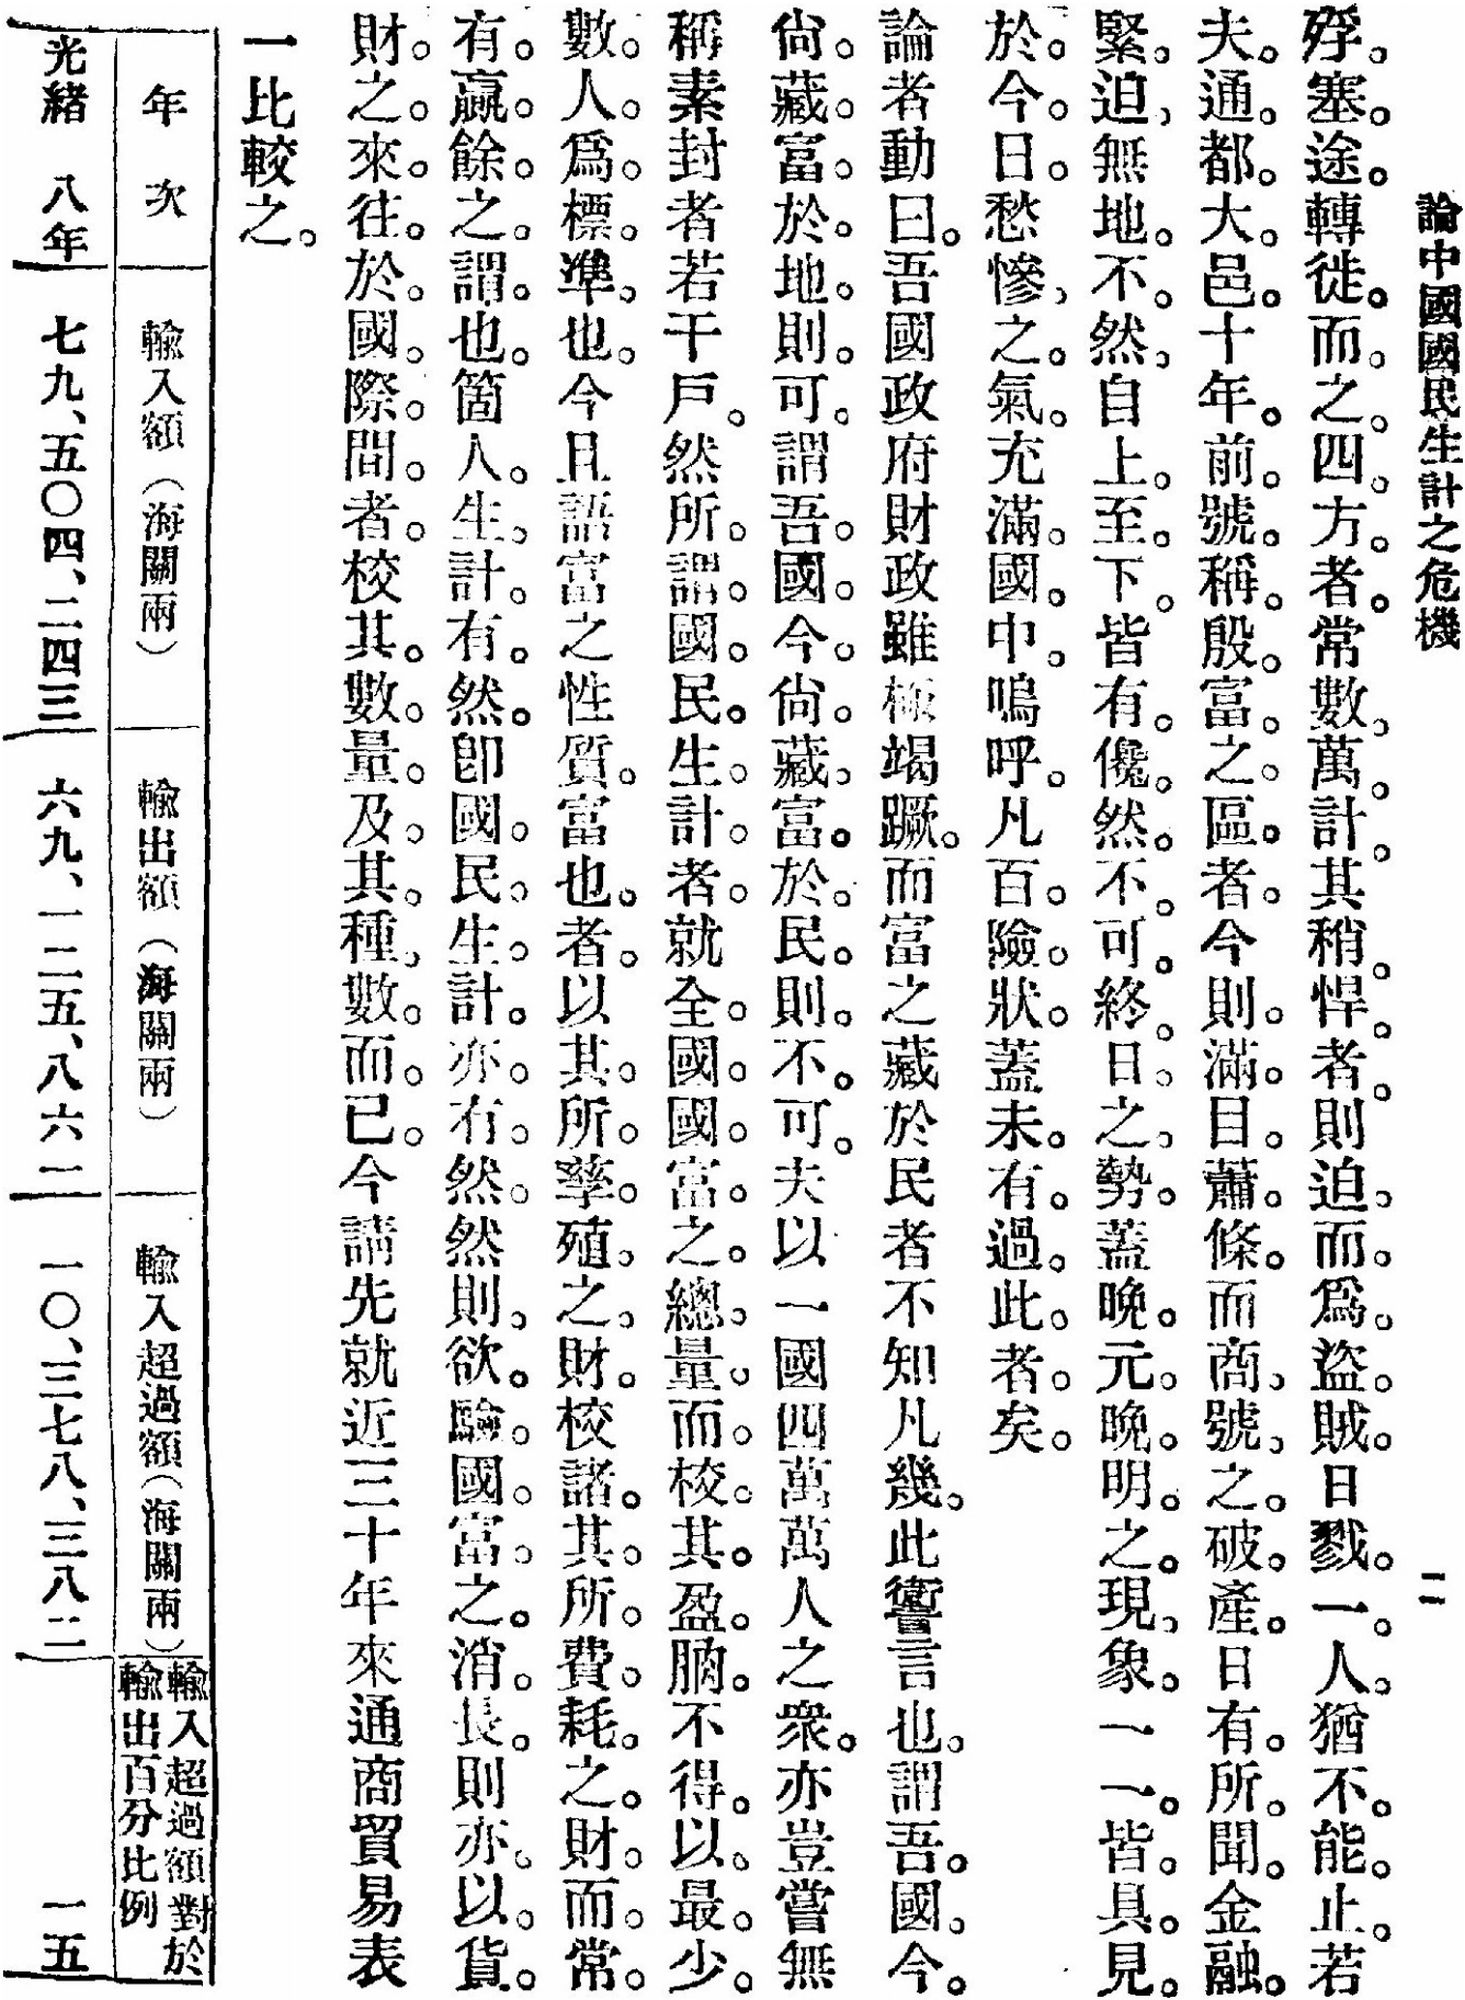 論中國國民生計之危機
二
殍塞途轉徙而之四方者常數萬計其稍悍者則迫而爲盜賊日戮一人猶不能止若
夫通都大邑十年前號稱殷富之區者今則滿目蕭條而商號之破產日有所聞金融
緊迫無地不然自上至下皆有儳然不可終日之勢蓋晚元晚明之現象一一皆具見
於今日愁慘之氣充滿國中嗚呼凡百險狀蓋未有過此者矣
論者動曰。吾國政府財政雖極竭蹶。而富之藏於民者不知凡幾。此讏言也。謂吾國今
尙藏富於地則可謂吾國今尙藏富於民則不可。夫以一國四萬萬人之衆。亦豈嘗無
稱素封者若干戶。然所謂國民生計者就全國國富之總量而校其盈朒不得以最少
數人爲標準也今且語富之性質富也者以其所孳殖之財校諸其所費耗之財而常
有贏餘之謂也箇人生計有然卽國民生計亦有然然則欲驗國富之消長則亦以貨
財之來往於國際間者校其數量及其種數而已今請先就近三十年來通商貿易表
一比較之。
年次 輸入額（海關兩） 輸出額（海關兩） 輸入超過額（海關兩） 輸入超過額對於輸出百分比例
光緒 八年 七九、五〇四、二四三 六九、一二五、八六一 一〇、三七八、三八二 一五